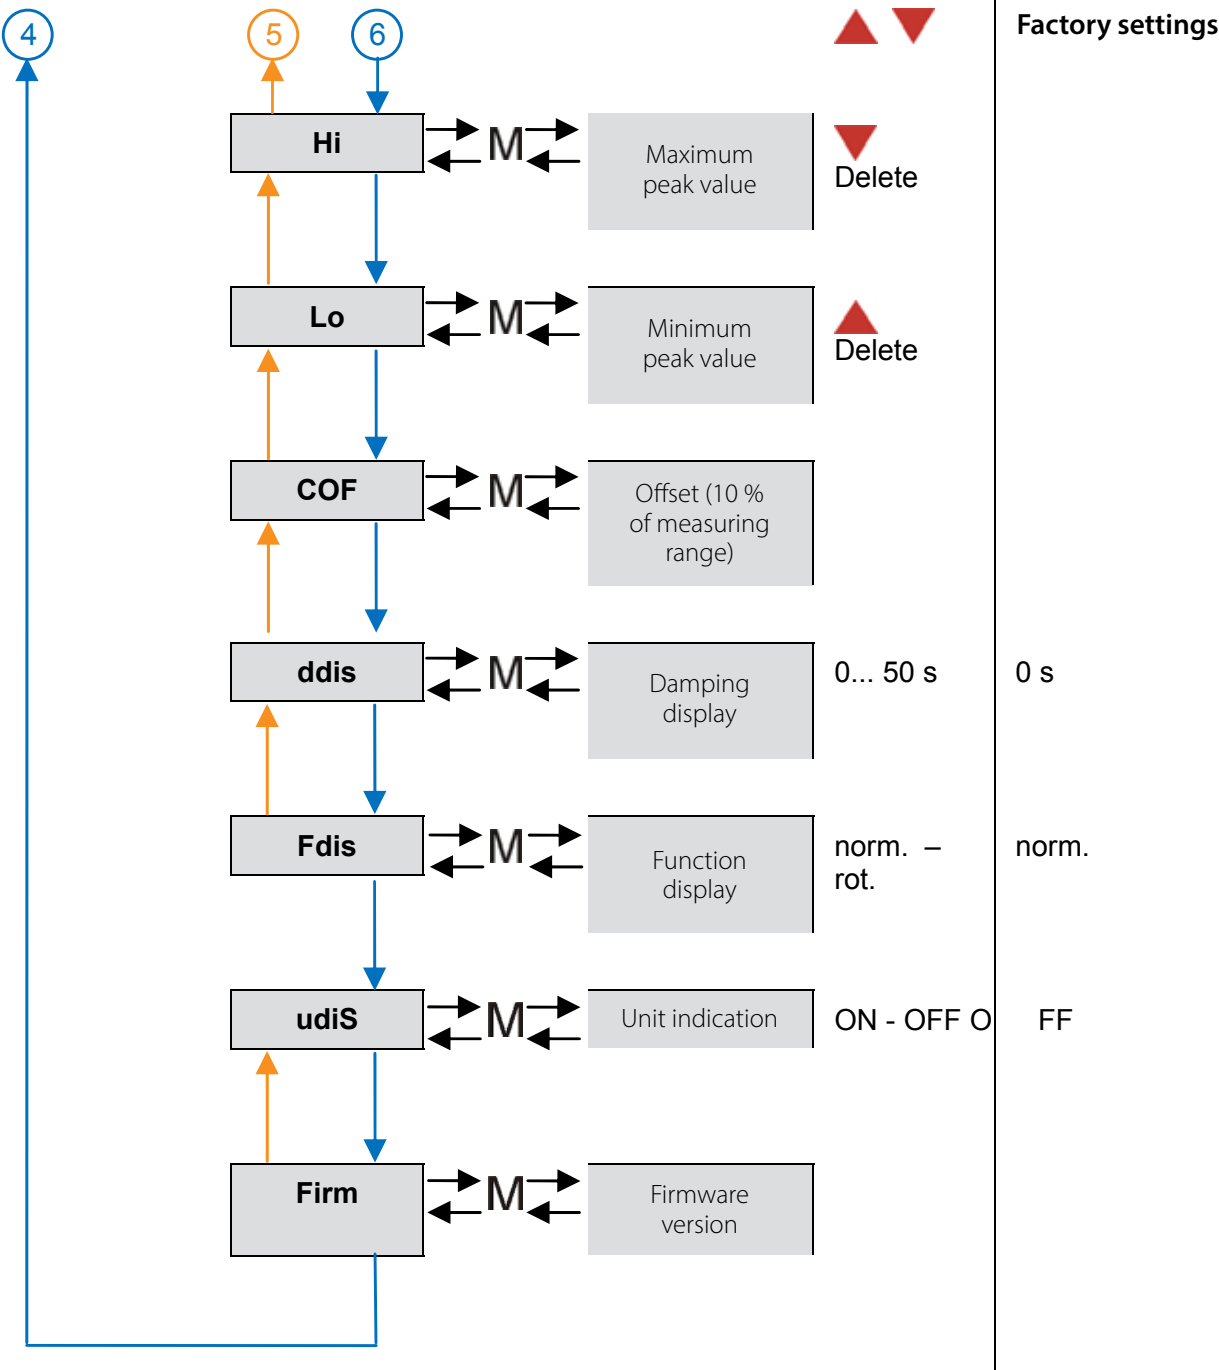 4 5 6 Factory settings
Hi M Maximum
peak value
Delete
Lo M Minimum
peak value
Delete
COF M Offset (10 %
of measuring
range)
ddis M Damping
display
0... 50 s 0 s
Fdis M Function
display
norm. –
rot.
norm.
udiS M Unit indication ON - OFF O FF
Firm M Firmware
version